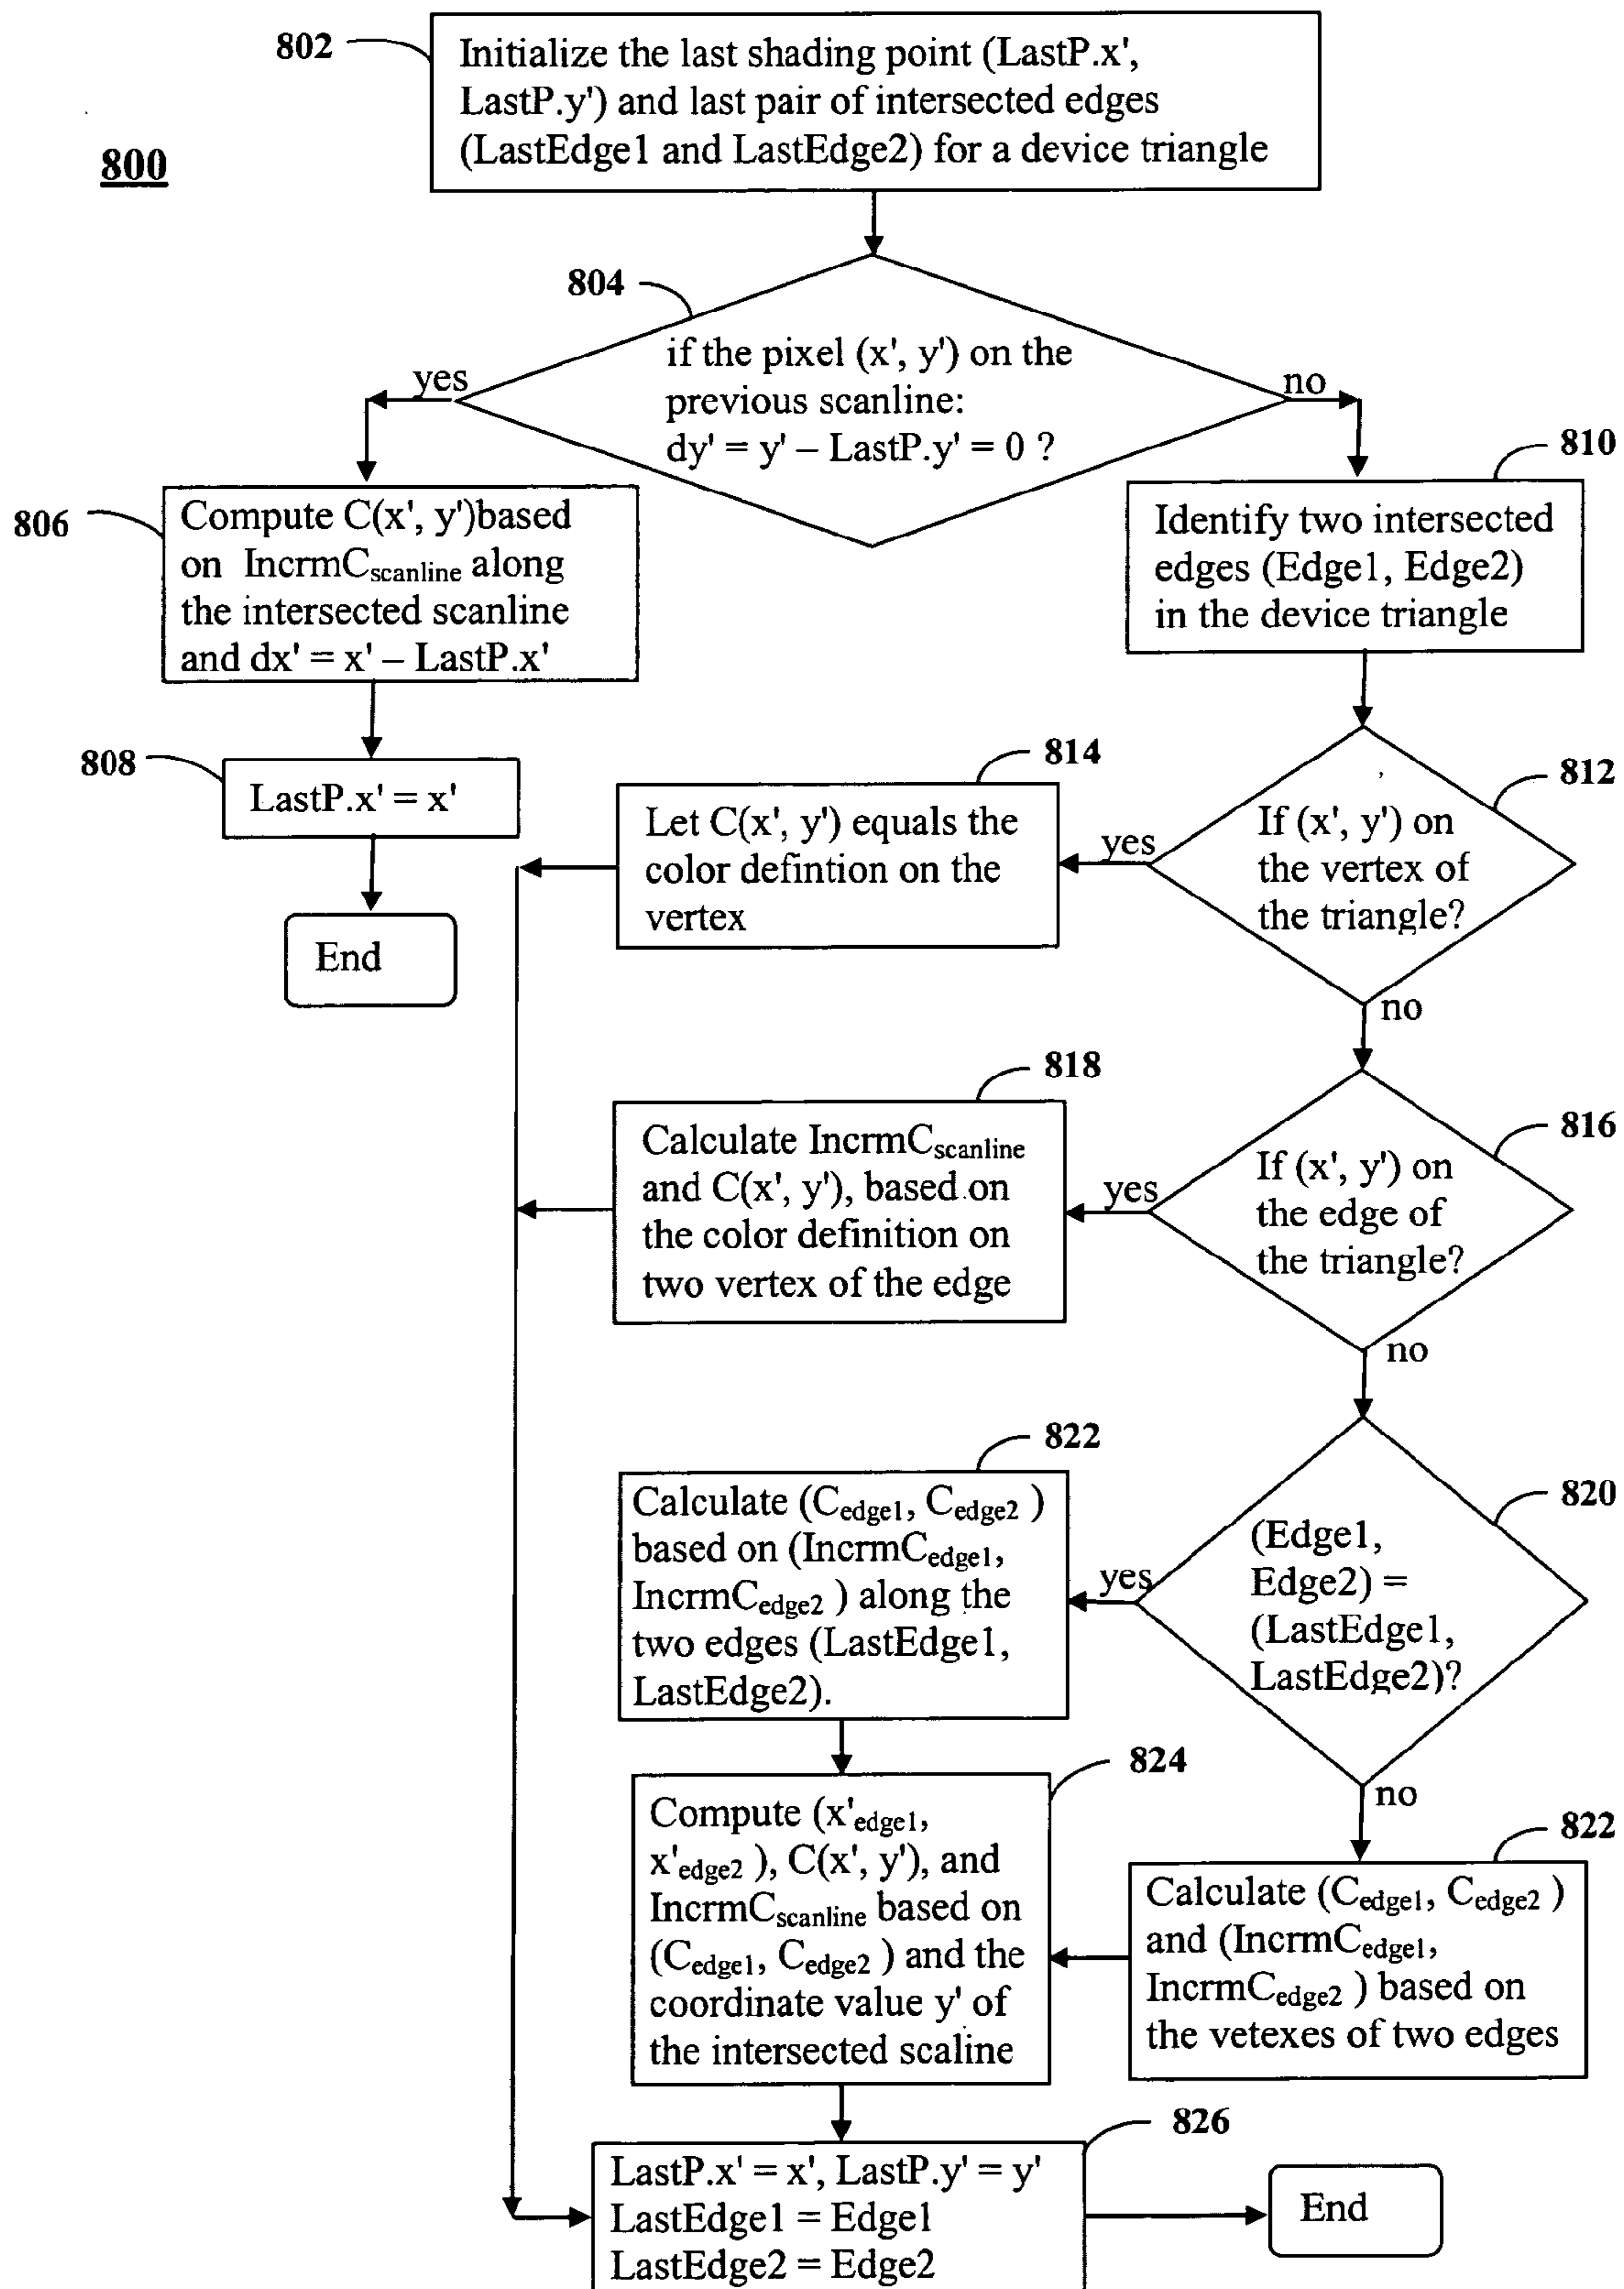 802
Initialize the last shading point (LastP.x',
LastP.y') and last pair of intersected edges
(LastEdge1 and LastEdge2) for a device triangle
800
804
if the pixel (x', y') on the
previous scanline:
dy' = y' – LastP.y' = 0 ?
yes
no
806
Compute C(x', y')based
on IncrmCscanline along
the intersected scanline
and dx' = x' – LastP.x'
810
Identify two intersected
edges (Edge1, Edge2)
in the device triangle
808
LastP.x' = x'
End
814
Let C(x', y') equals the
color defintion on the
vertex
yes
812
If (x', y') on
the vertex of
the triangle?
no
818
Calculate IncrmCscanline
and C(x', y'), based on
the color definition on
two vertex of the edge
yes
816
If (x', y') on
the edge of
the triangle?
no
822
Calculate (Cedge1, Cedge2 )
based on (IncrmCedge1,
IncrmCedge2 ) along the
two edges (LastEdge1,
LastEdge2).
yes
820
(Edge1,
Edge2) =
(LastEdge1,
LastEdge2)?
no
824
Compute (x'edge1,
x'edge2 ), C(x', y'), and
IncrmCscanline based on
(Cedge1, Cedge2 ) and the
coordinate value y' of
the intersected scaline
822
Calculate (Cedge1, Cedge2 )
and (IncrmCedge1,
IncrmCedge2 ) based on
the vetexes of two edges
826
LastP.x' = x', LastP.y' = y'
LastEdge1 = Edge1
LastEdge2 = Edge2
End